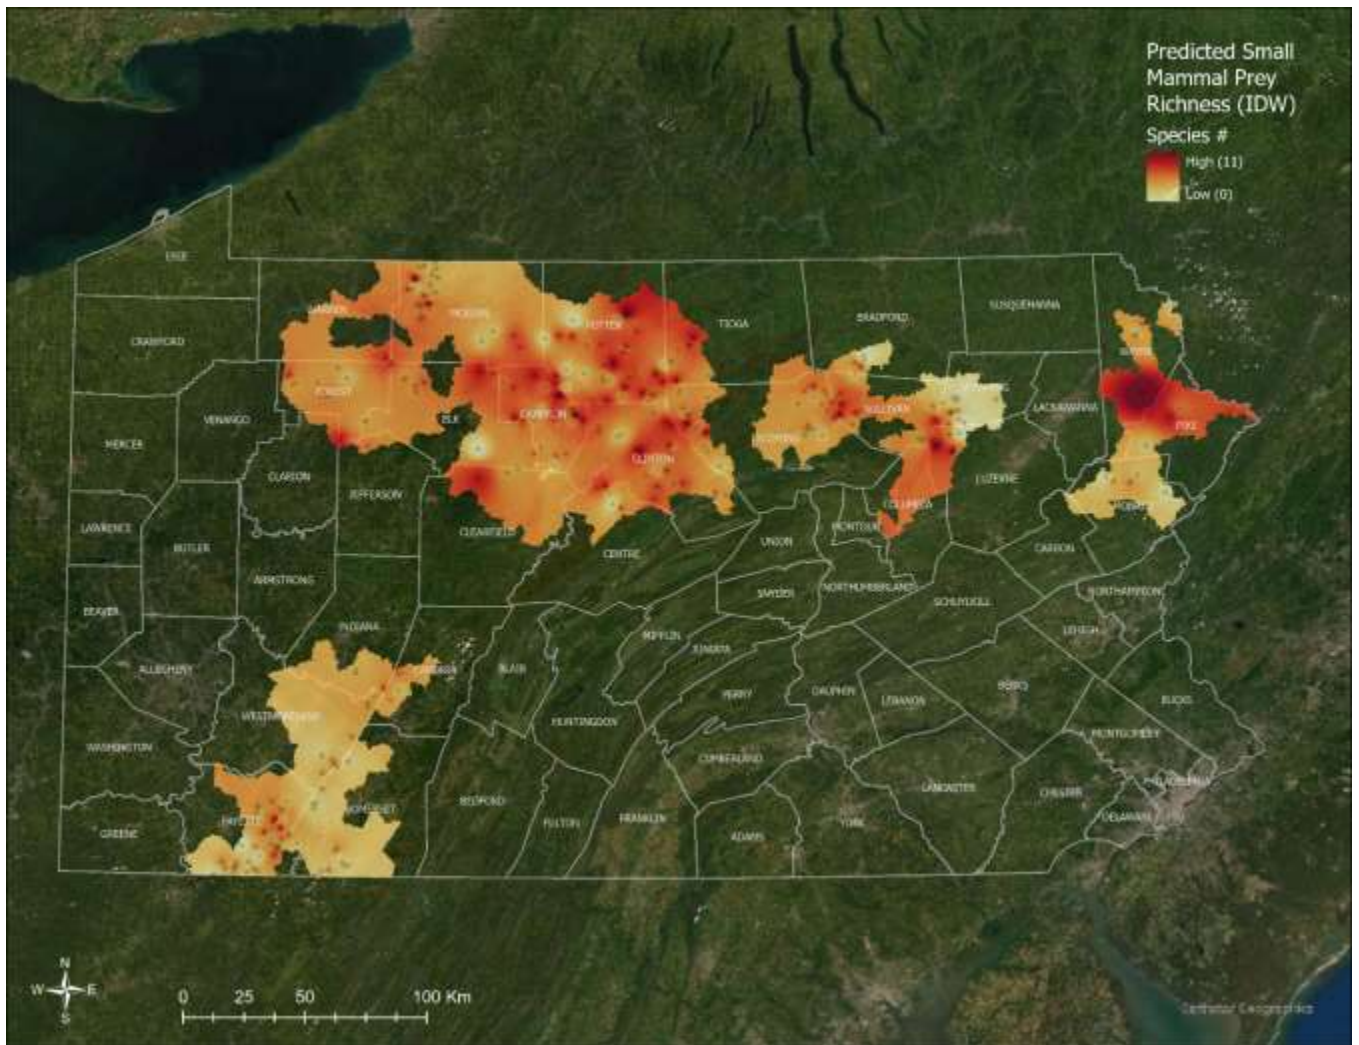 Predicted Small
Mammal Prey
Richness (IDW)
Species #
High (11)
Low (0)
ERIE
SUSQUEHANNA
WARREN
MCKEAN
POTTER
TIOGA
BRADFORD
CRAWFORD
WAYNE
FOREST
VENANGO
ELK
CAMERON
SULLIVAN
LACKAWANNA
PIKE
MERCER
LYCOMING
CLINTON
CLARION
JEFFERSON
LUZERNE
COLUMBIA
MONROE
LAWRENCE
CLEARFIELD
MONTOUR
BUTLER
CENTRE
UNION
CARBON
ARMSTRONG
SNYDER
NORTHUMBERLAND
SCHUYLKILL
NORTHAMPTON
BEAVER
INDIANA
MIFFLIN
JUNIATA
LEHIGH
ALLEGHENY
CAMBRIA
BLAIR
PERRY
DAUPHIN
LEBANON
BERKS
BUCKS
WESTMORELAND
HUNTINGDON
WASHINGTON
MONTGOMERY
CUMBERLAND
PHILADELPHIA
LANCASTER
CHESTER
BEDFORD
SOMERSET
FAYETTE
FULTON
FRANKLIN
YORK
DELAWARE
GREENE
ADAMS
N
W E
S
0 25 50 100 Km
Earthstar Geographics